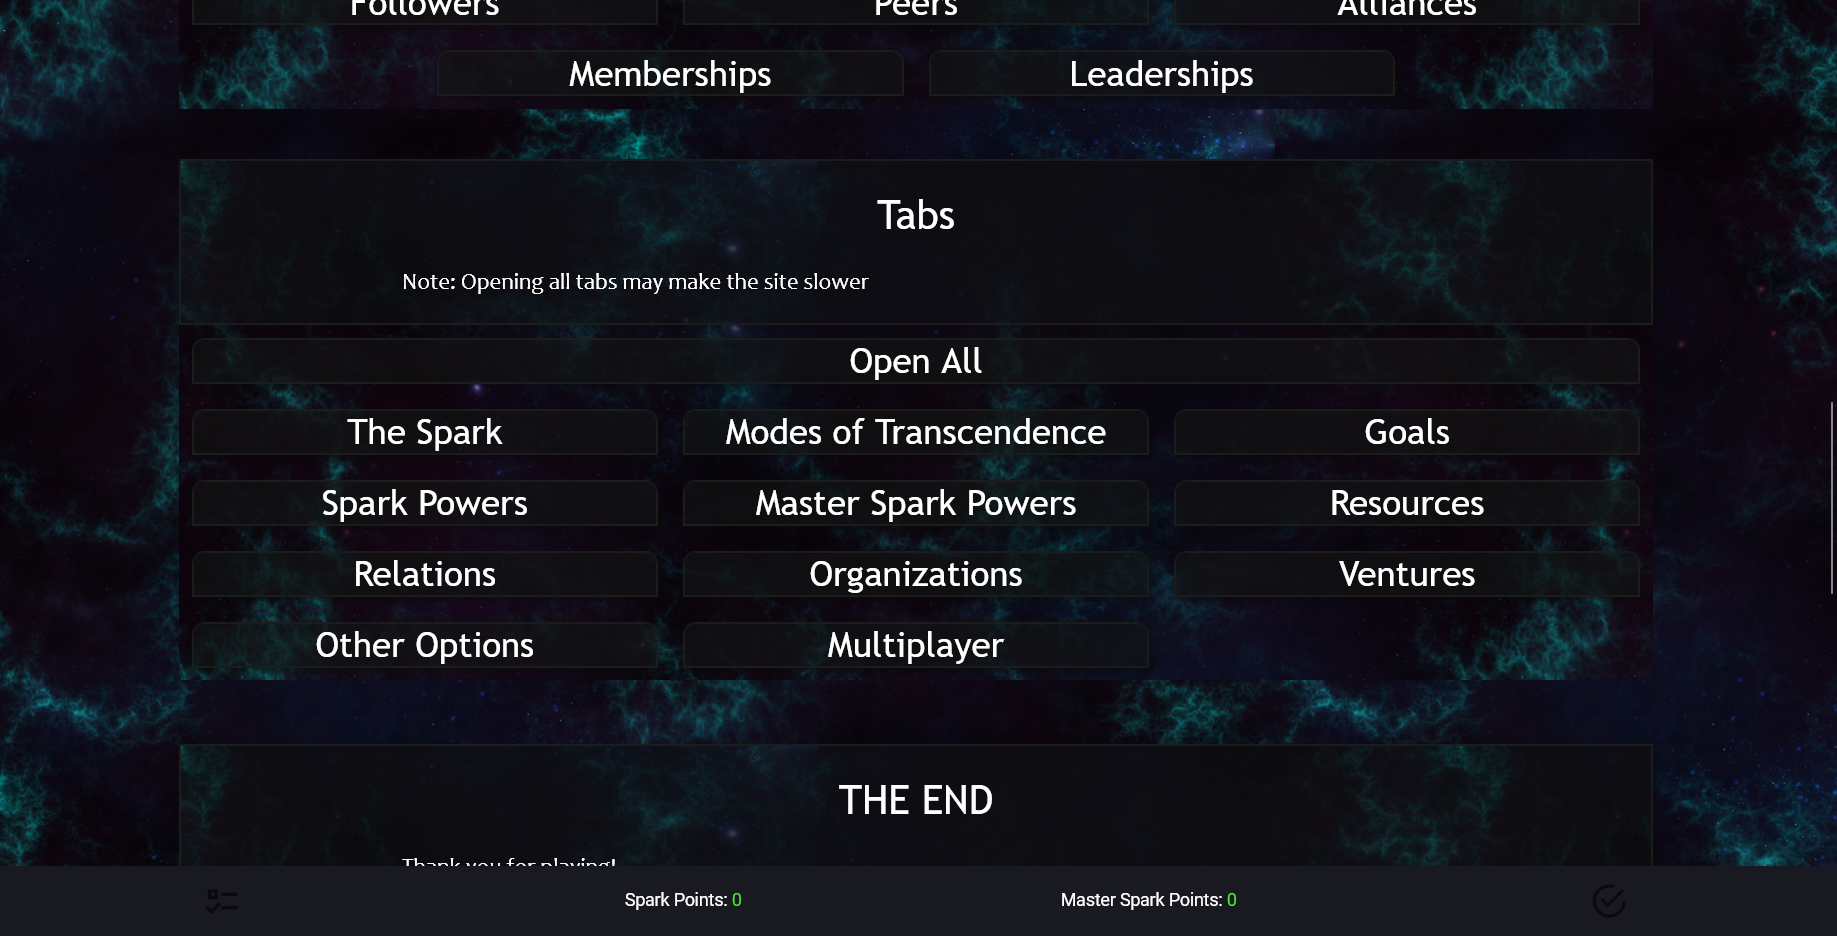 Followers
Peers
Alliances
Memberships
Leaderships
Tabs
Note: Opening all tabs may make the site slower
Open All
The Spark
Modes of Transcendence
Goals
Spark Powers
Master Spark Powers
Resources
Relations
Organizations
Ventures
Other Options
Multiplayer
THE END
Thank you for playing!
Spark Points: 0
Master Spark Points: 0